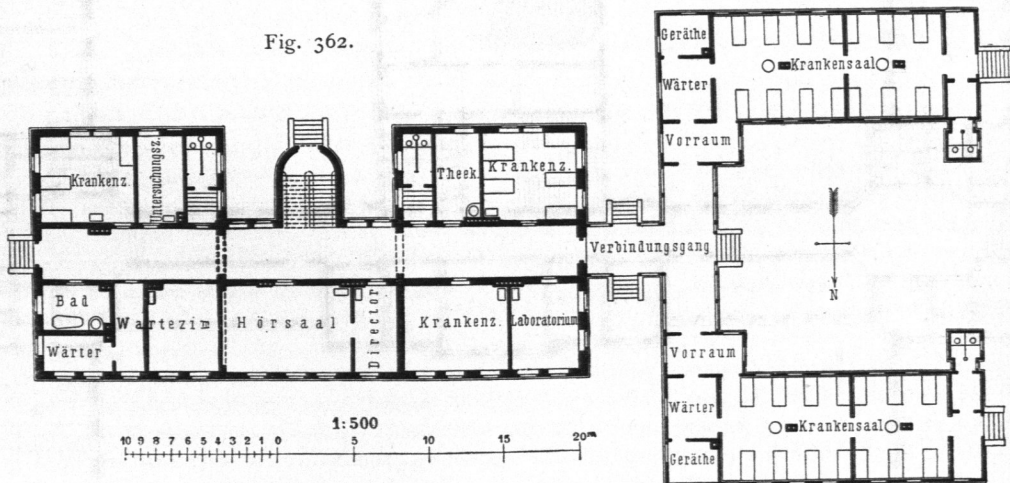 Fig. 362.
Geräthe
Krankensaal
Wärter
Vorraum
Krankenz.
Untersuchungsz.
Theek.
Krankenz.
Verbindungsgang
N
Bad
Wartezim
Hörsaal
Director
Krankenz.
Laboratorium
Wärter
Vorraum
Wärter
Krankensaal
Geräthe
1:500
10 9 8 7 6 5 4 3 2 1 0 5 10 15 20m